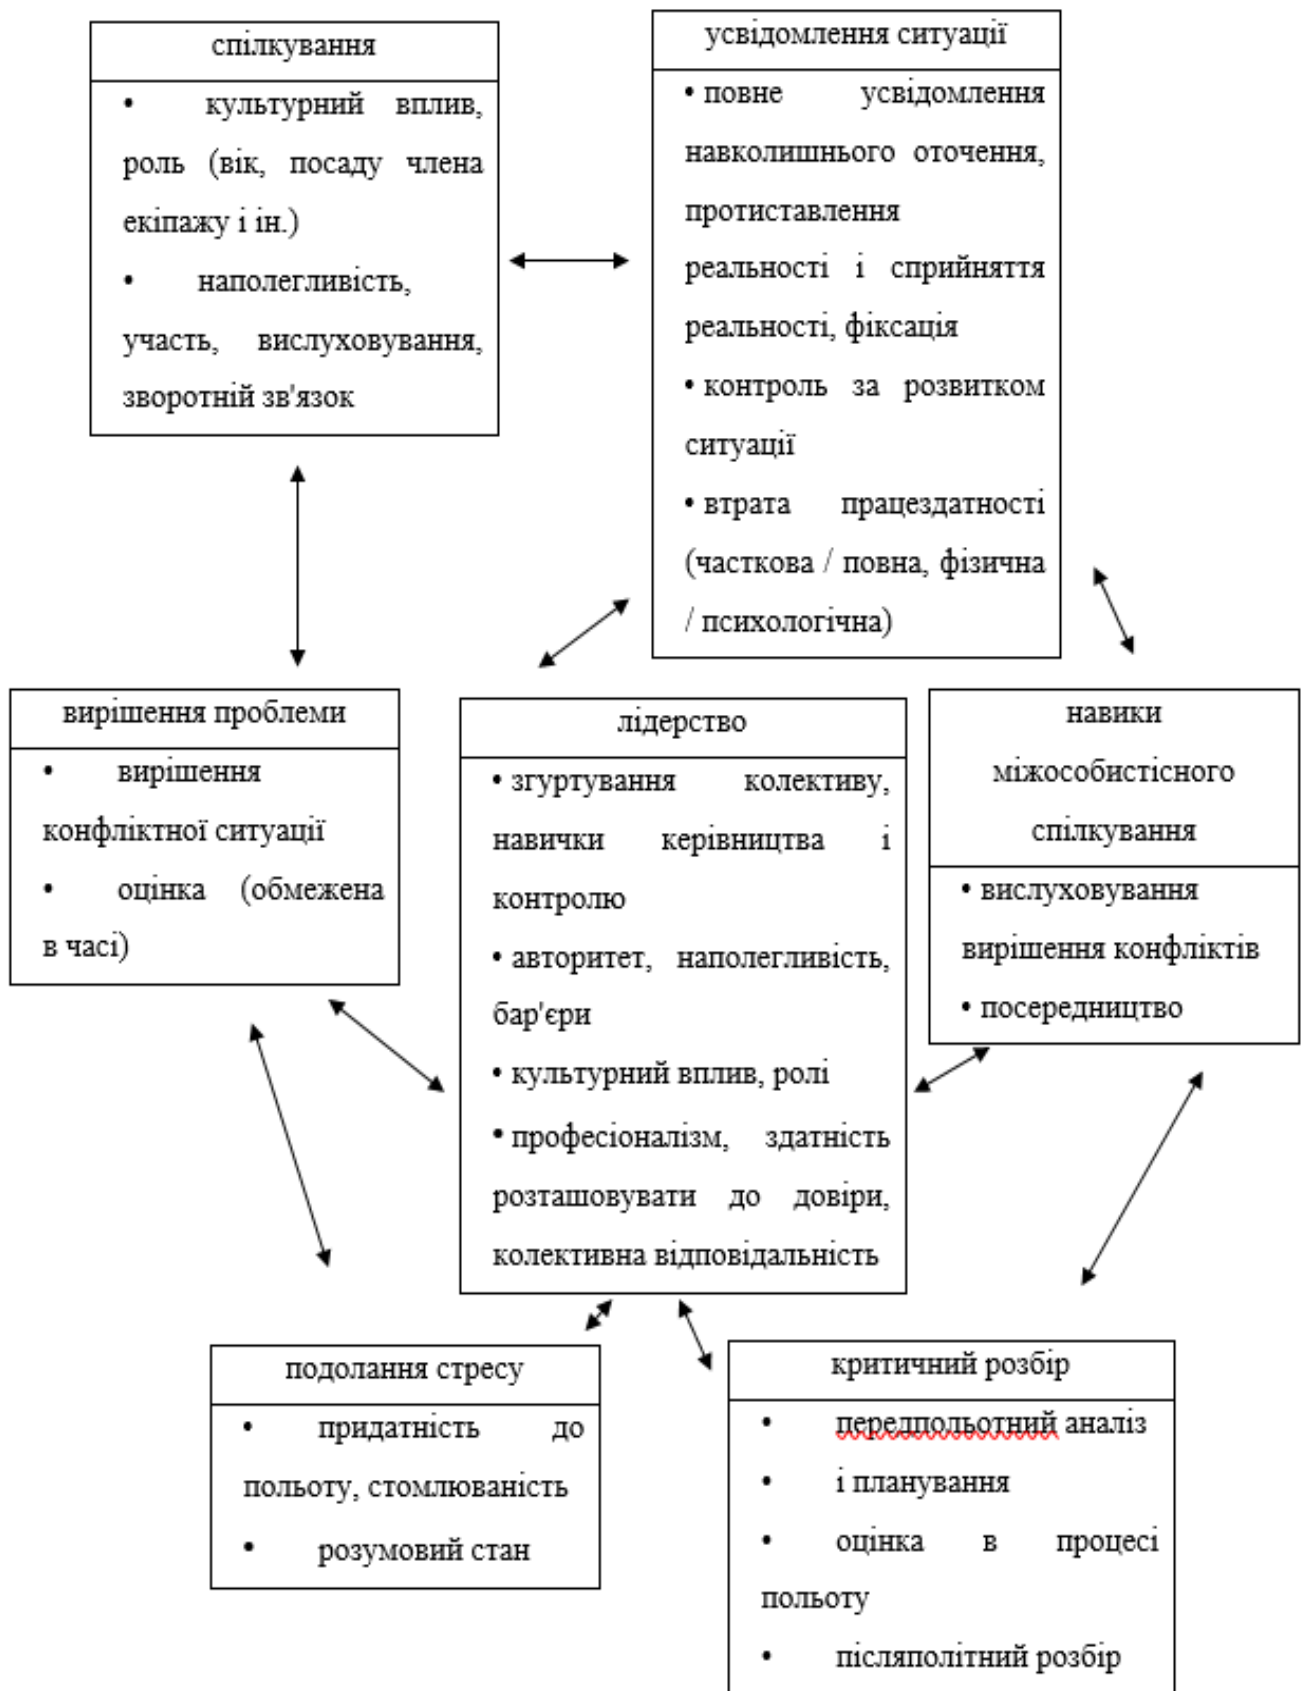 спілкування
• культурний вплив,
роль (вік, посаду члена
екіпажу і ін.)
• наполегливість,
участь, вислуховування,
зворотній зв'язок
усвідомлення ситуації
• повне усвідомлення
навколишнього оточення,
протиставлення
реальності і сприйняття
реальності, фіксація
• контроль за розвитком
ситуації
• втрата працездатності
(часткова / повна, фізична
/ психологічна)
вирішення проблеми
• вирішення
конфліктної ситуації
• оцінка (обмежена
в часі)
лідерство
• згуртування колективу,
навички керівництва і
контролю
• авторитет, наполегливість,
бар'єри
• культурний вплив, ролі
• професіоналізм, здатність
розташовувати до довіри,
колективна відповідальність
навики
міжособистісного
спілкування
• вислуховування
вирішення конфліктів
• посередництво
подолання стресу
• придатність до
польоту, стомлюваність
• розумовий стан
критичний розбір
• передпольотний аналіз
• і планування
• оцінка в процесі
польоту
• післяполітний розбір